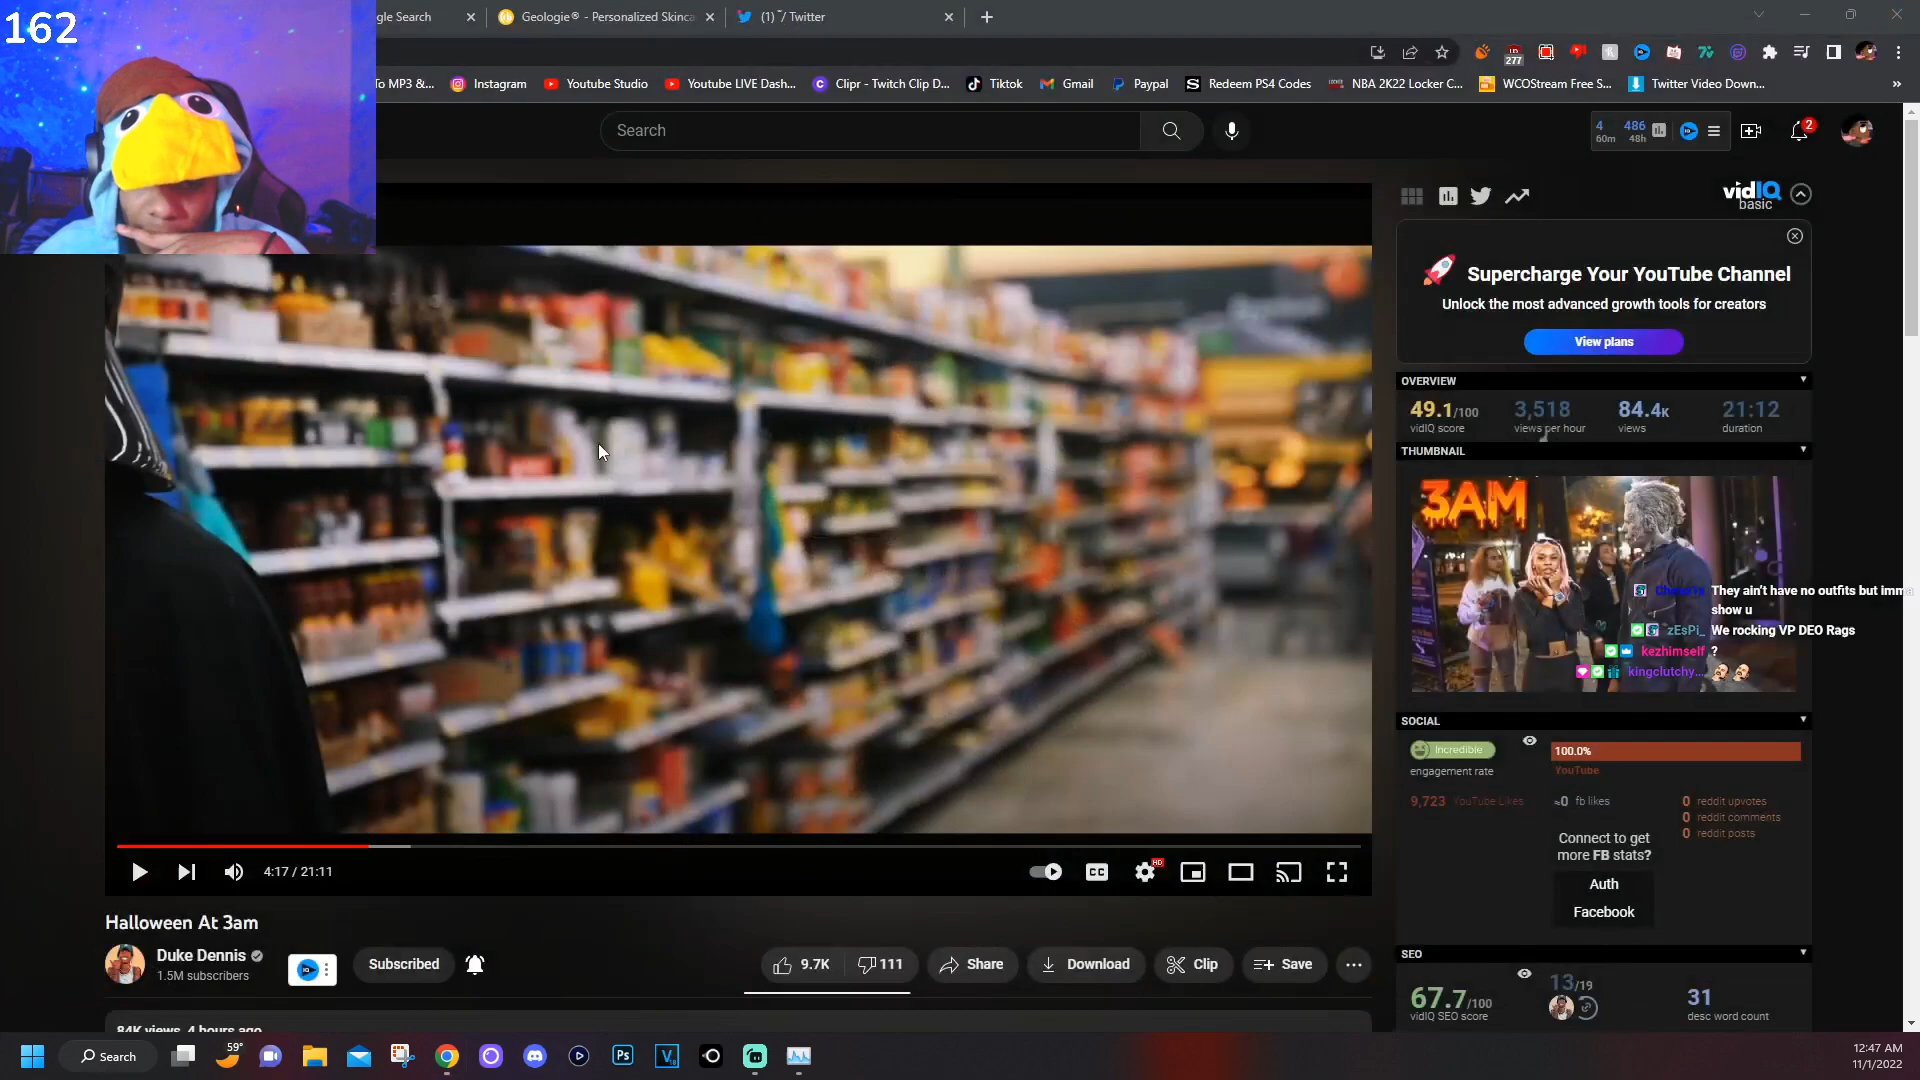 162
gle Search
Geologie® - Personalized Skinca
(1) / Twitter
277
To MP3 &...
Instagram
Youtube Studio
Youtube LIVE Dash...
Clipr - Twitch Clip D...
Tiktok
Gmail
Paypal
Redeem PS4 Codes
NBA 2K22 Locker C...
WCOStream Free S...
Twitter Video Down...
»
Search
4
60m
486
48h
2
vidIQ
basic
Supercharge Your YouTube Channel
Unlock the most advanced growth tools for creators
View plans
OVERVIEW
49.1/100
vidIQ score
3,518
views per hour
84.4K
views
21:12
duration
THUMBNAIL
3AM
They ain't have no outfits but imma
show u
zEsPi_ We rocking VP DEO Rags
kezhimself ?
kingclutchy...
SOCIAL
Incredible
engagement rate
100.0%
YouTube
9,723 YouTube Likes
≈0 fb likes
0 reddit upvotes
0 reddit comments
0 reddit posts
Connect to get
more FB stats?
Auth
Facebook
SEO
67.7/100
vidIQ SEO score
13/19
31
desc word count
4:17 / 21:11
CC
HD
Halloween At 3am
Duke Dennis
1.5M subscribers
Subscribed
9.7K
111
Share
Download
Clip
Save
84K views 4 hours ago
59°
Search
Ps
12:47 AM
11/1/2022